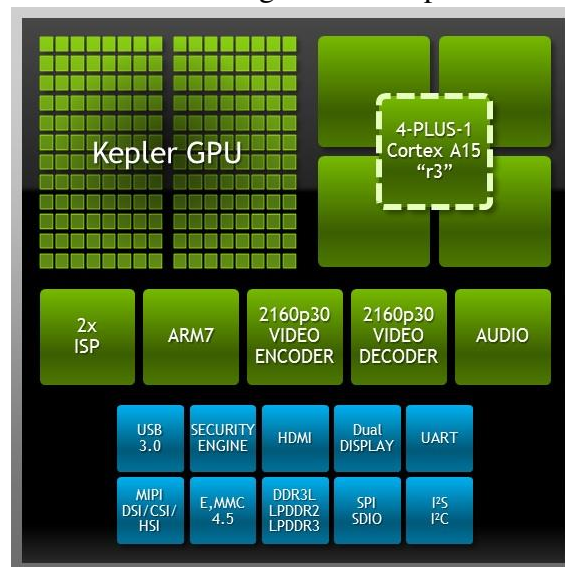 Kepler GPU
4-PLUS-1
Cortex A15
“r3”
2x
ISP
ARM7
2160p30
VIDEO
ENCODER
2160p30
VIDEO
DECODER
AUDIO
USB
3.0
SECURITY
ENGINE
HDMI
Dual
DISPLAY
UART
MIPI
DSI/CSI/
HSI
E,MMC
4.5
DDR3L
LPDDR2
LPDDR3
SPI
SDIO
I²S
I²C